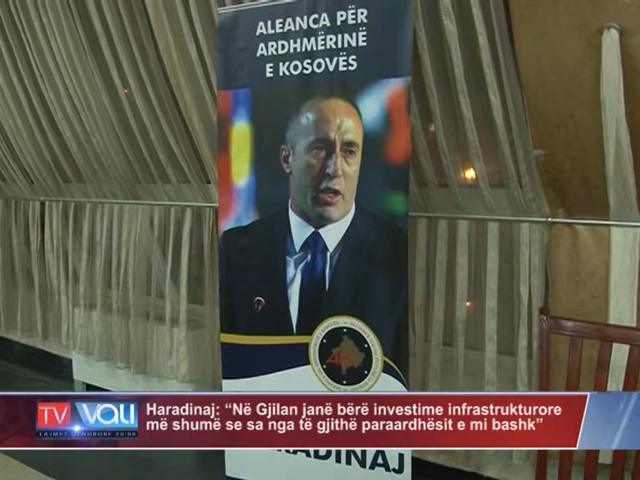 ALEANCA PËR
ARDHMËRINË
E KOSOVËS
TV VALI
Haradinaj: “Në Gjilan janë bërë investime infrastrukturore
më shumë se sa nga të gjithë paraardhësit e mi bashk”
LAJMET QENDRORE 20:00
RADINAJ